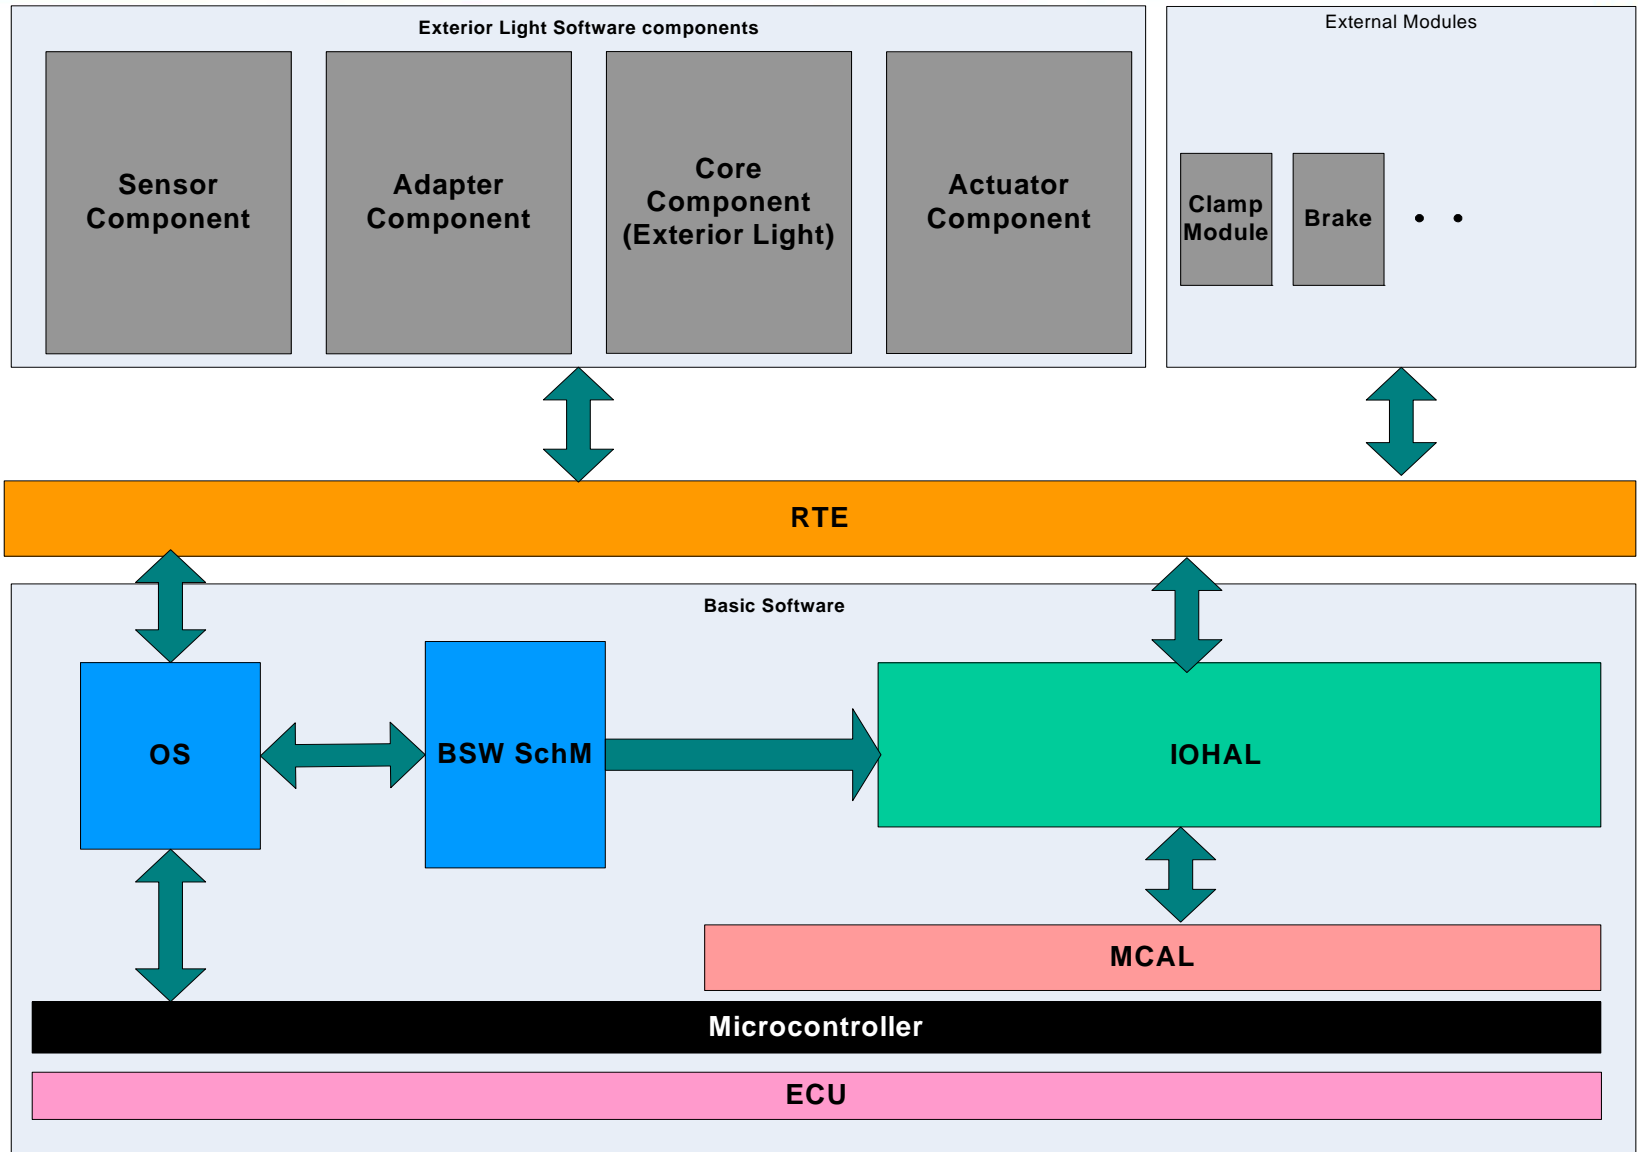 Exterior Light Software components
External Modules
Sensor
Component
Adapter
Component
Core
Component
(Exterior Light)
Actuator
Component
Clamp
Module
Brake
RTE
Basic Software
OS
BSW SchM
IOHAL
MCAL
Microcontroller
ECU